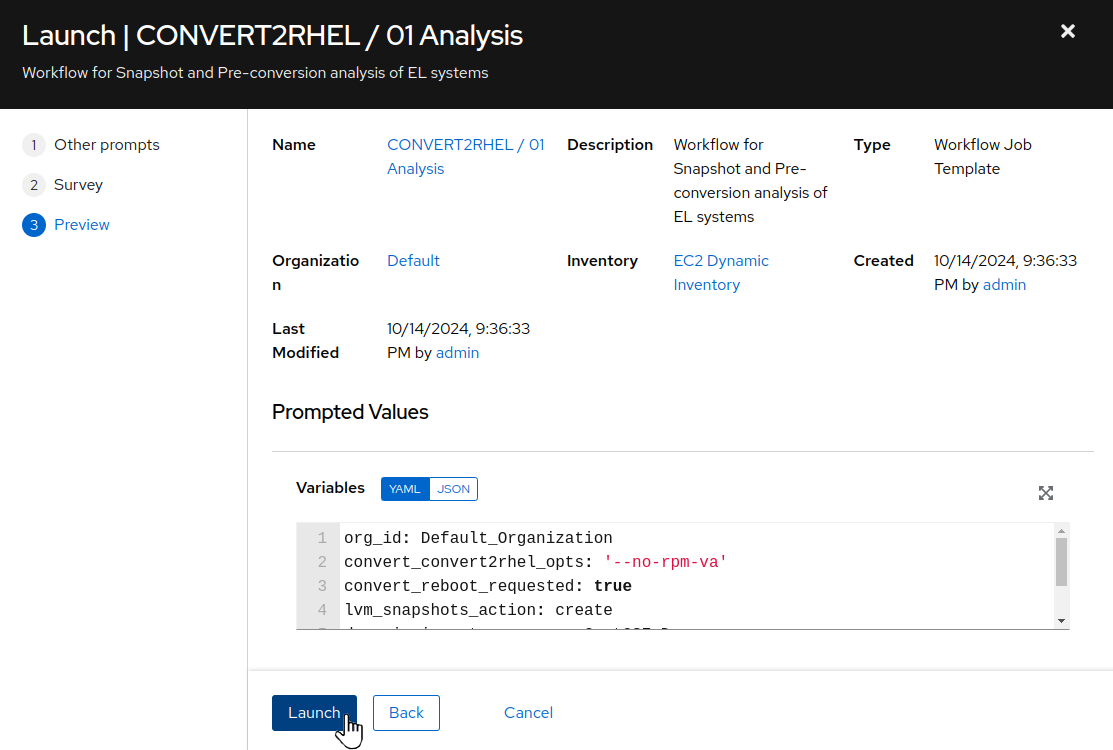 Launch | CONVERT2RHEL / 01 Analysis
Workflow for Snapshot and Pre-conversion analysis of EL systems
1 Other prompts
2 Survey
3 Preview
Name
CONVERT2RHEL / 01
Analysis
Description
Workflow for
Snapshot and Pre-
conversion analysis of
EL systems
Type
Workflow Job
Template
Organizatio
n
Default
Inventory
EC2 Dynamic
Inventory
Created
10/14/2024, 9:36:33
PM by admin
Last
Modified
10/14/2024, 9:36:33
PM by admin
Prompted Values
Variables YAML JSON
1 org_id: Default_Organization
2 convert_convert2rhel_opts: '--no-rpm-va'
3 convert_reboot_requested: true
4 lvm_snapshots_action: create
Launch Back Cancel